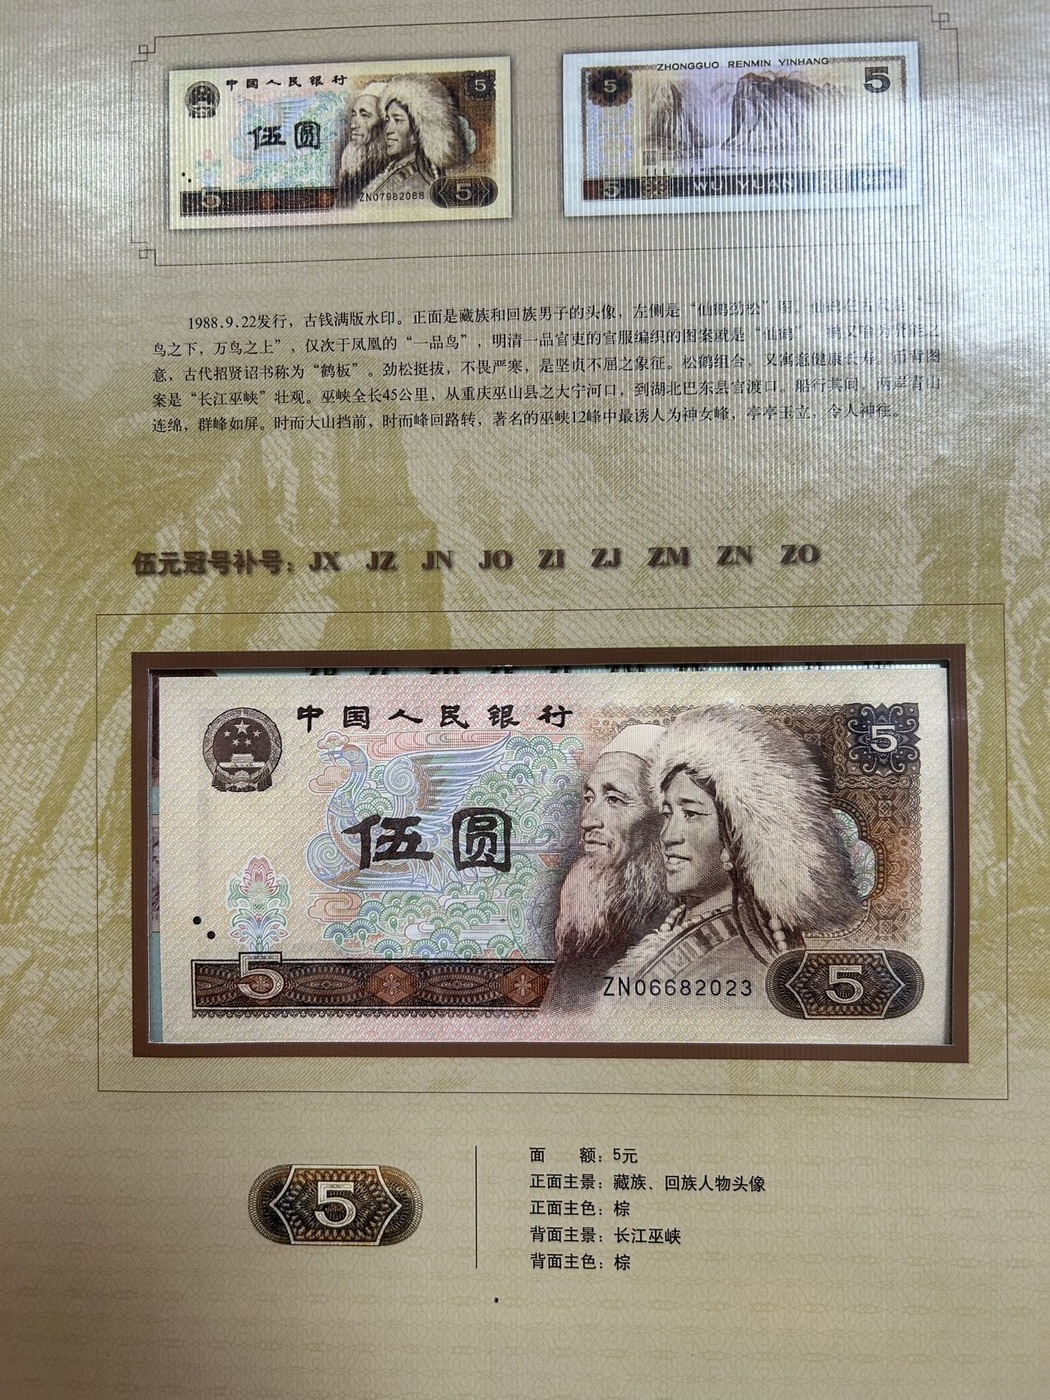 中国人民银行
5
伍圆
5
ZN07982088
5
ZHONGGUO RENMIN YINHANG
5
5
5
WU YUAN
1988.9.22发行，古钱满版水印。正面是藏族和回族男子的头像，左侧是“仙鹤劲松”图。
鸟之下，万鸟之上”，仅次于凤凰的“一品鸟”，明清一品官吏的官服编织的图案就是“仙鹤”，
意、古代招贤诏书称为“鹤板”。劲松挺拔，不畏严寒，是坚贞不屈之象征。松鹤组合，又寓意健康长寿。币背图
案是“长江巫峡”壮观。巫峡全长45公里，从重庆巫山县之大宁河口，到湖北巴东县官渡口，船行其间，两岸青山
连绵，群峰如屏。时而大山挡前，时而峰回路转，著名的巫峡12峰中最诱人为神女峰，亭亭玉立，令人神往。
伍元冠号补号：JX JZ JN JO ZI ZJ ZM ZN ZO
中国人民银行
5
伍圆
5
ZN06682023
5
5
面 额：5元
正面主景：藏族、回族人物头像
正面主色：棕
背面主景：长江巫峡
背面主色：棕